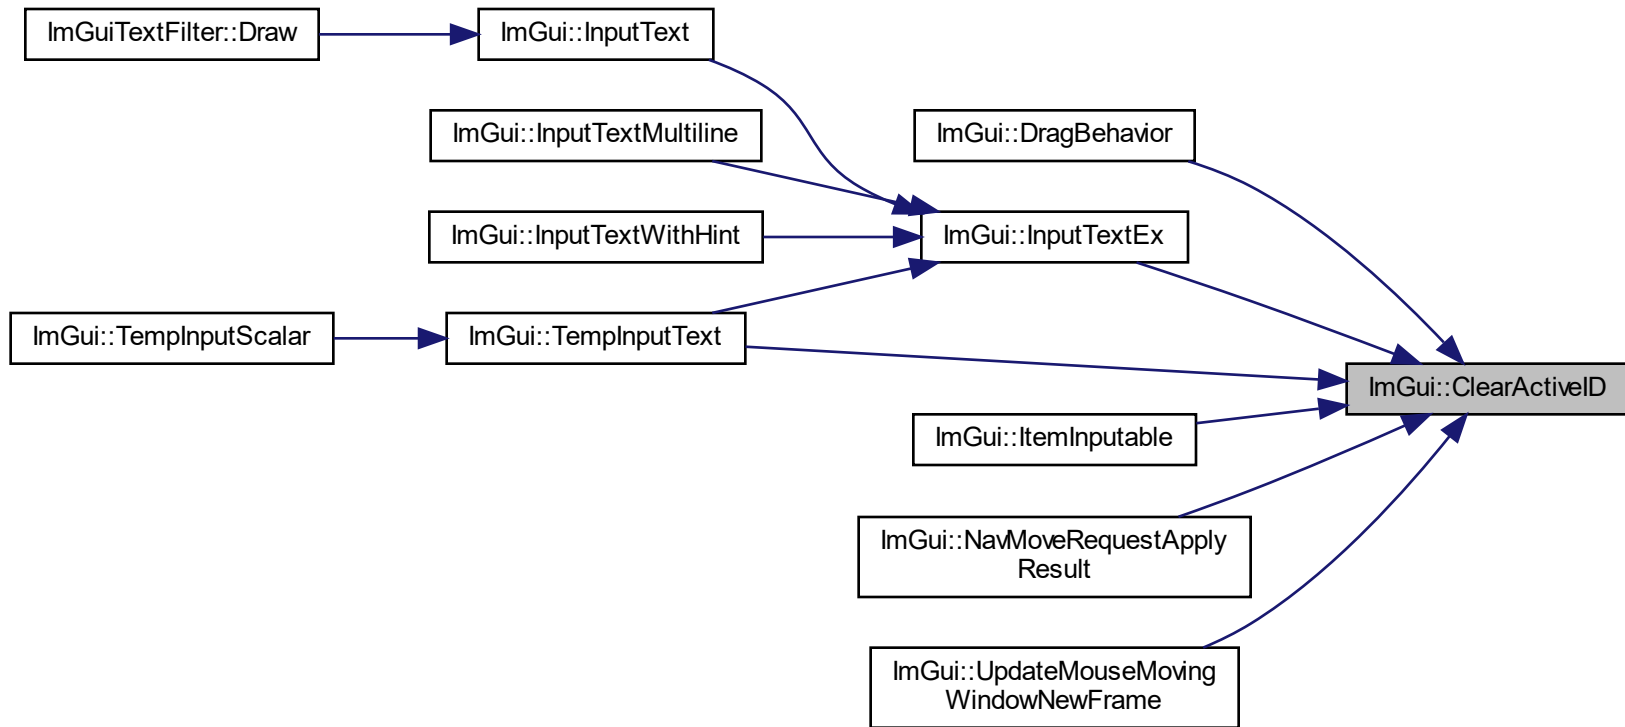 ImGuiTextFilter::Draw
ImGui::InputText
ImGui::InputTextMultiline
ImGui::DragBehavior
ImGui::InputTextWithHint
ImGui::InputTextEx
ImGui::TempInputScalar
ImGui::TempInputText
ImGui::ClearActiveID
ImGui::ItemInputable
ImGui::NavMoveRequestApply
Result
ImGui::UpdateMouseMoving
WindowNewFrame